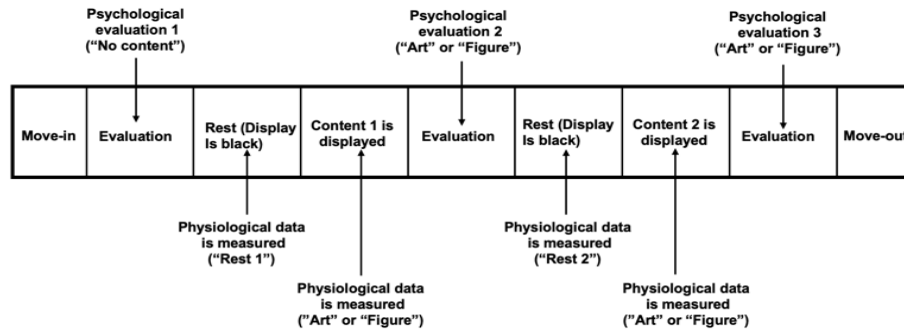 Psychological
evaluation 1
(“No content”)
Psychological
evaluation 2
(“Art” or “Figure”)
Psychological
evaluation 3
(“Art” or “Figure”)
Move-in
Evaluation
Rest (Display
Is black)
Content 1 is
displayed
Evaluation
Rest (Display
Is black)
Content 2 is
displayed
Evaluation
Move-out
Physiological data
is measured
(“Rest 1”)
Physiological data
is measured
(“Rest 2”)
Physiological data
is measured
(”Art” or “Figure”)
Physiological data
is measured
(”Art” or “Figure”)